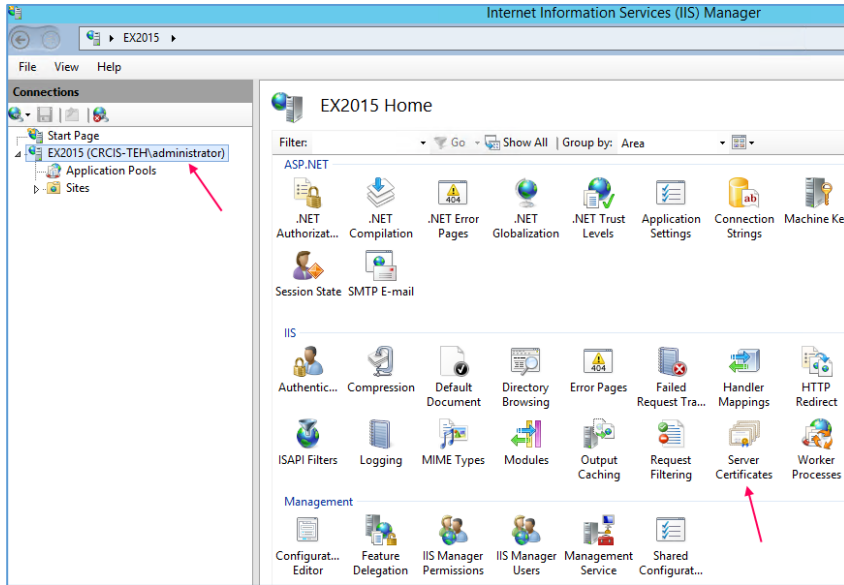 Internet Information Services (IIS) Manager
EX2015
File View Help
Connections
Start Page
EX2015 (CRCIS-TEH\administrator)
Application Pools
Sites
EX2015 Home
Filter: Go Show All Group by: Area
ASP.NET
.NET Authorizat...
.NET Compilation
.NET Error Pages
.NET Globalization
.NET Trust Levels
Application Settings
Connection Strings
Machine Ke
Session State
SMTP E-mail
IIS
Authentic...
Compression
Default Document
Directory Browsing
Error Pages
Failed Request Tra...
Handler Mappings
HTTP Redirect
ISAPI Filters
Logging
MIME Types
Modules
Output Caching
Request Filtering
Server Certificates
Worker Processes
Management
Configurat... Editor
Feature Delegation
IIS Manager Permissions
IIS Manager Users
Management Service
Shared Configurat...
404
ab
404